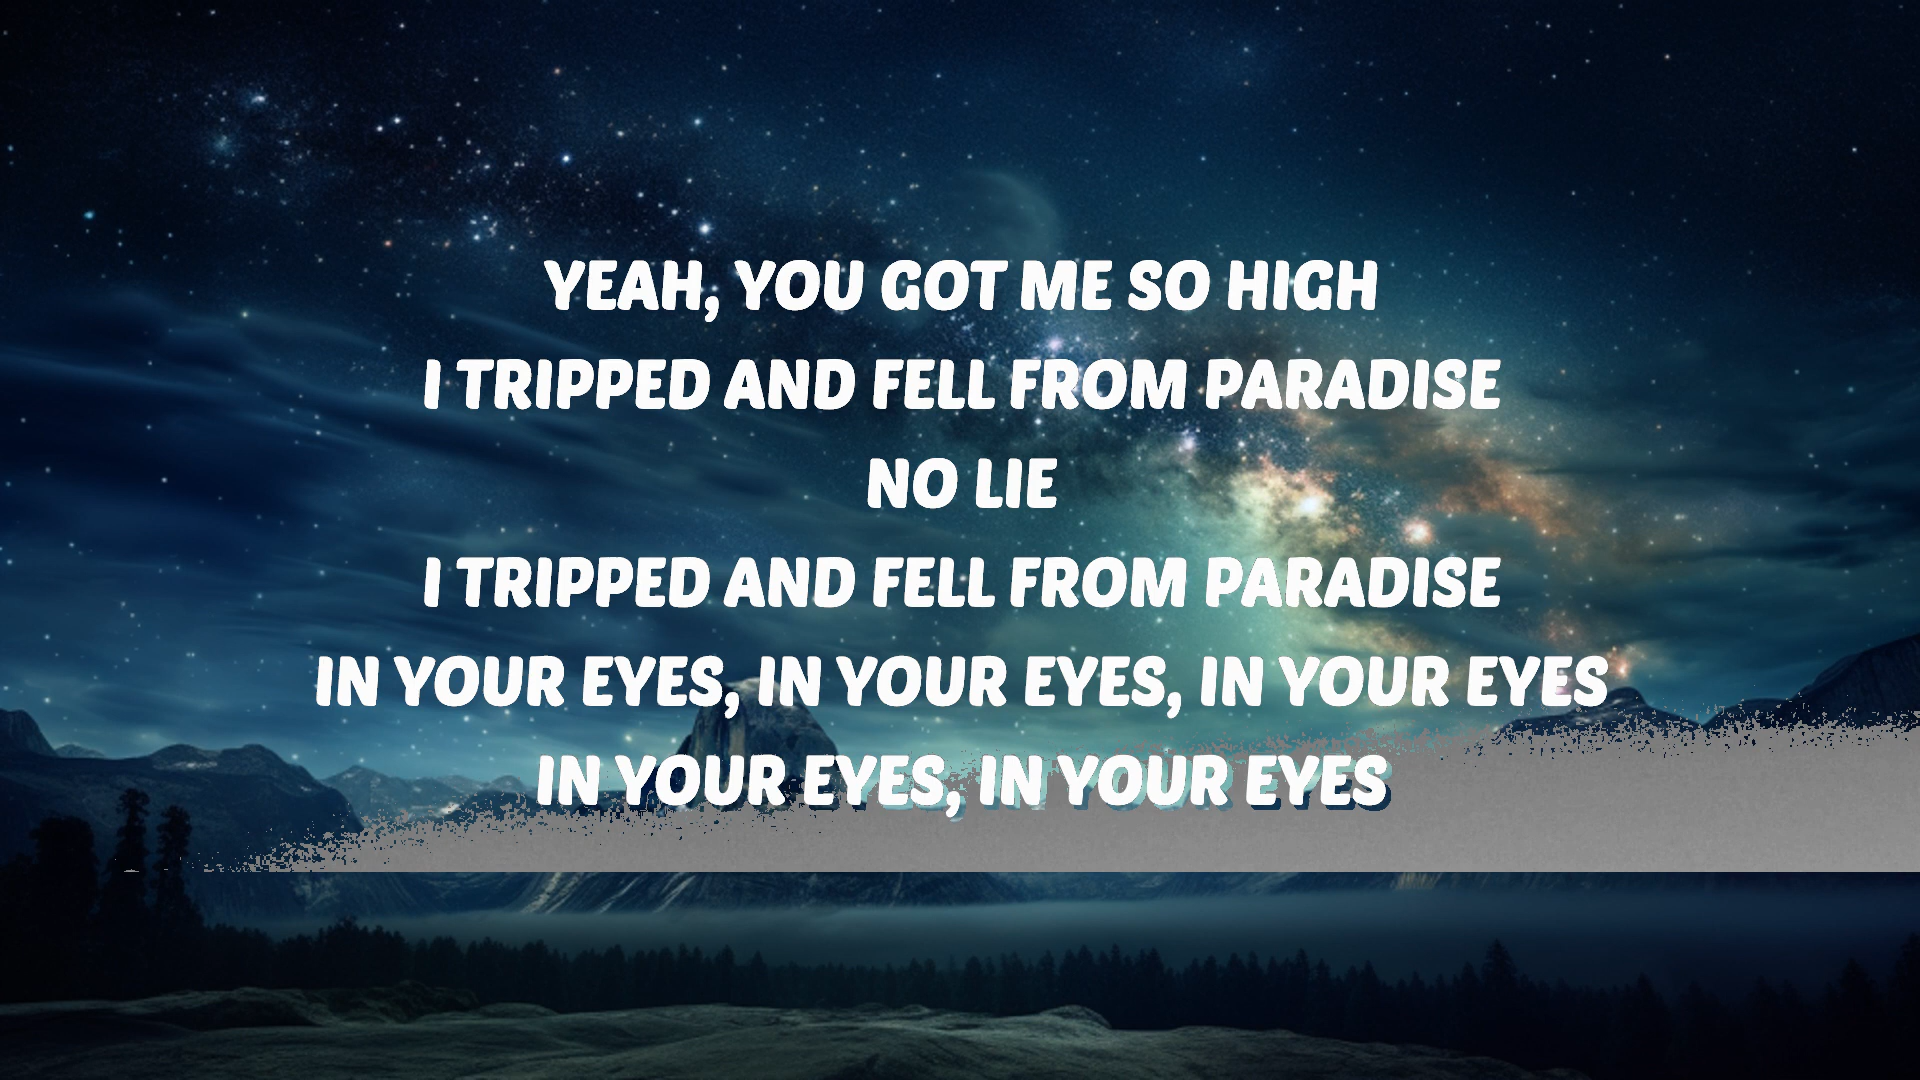 YEAH, YOU GOT ME SO HIGH
I TRIPPED AND FELL FROM PARADISE
NO LIE
I TRIPPED AND FELL FROM PARADISE
IN YOUR EYES, IN YOUR EYES, IN YOUR EYES
IN YOUR EYES, IN YOUR EYES